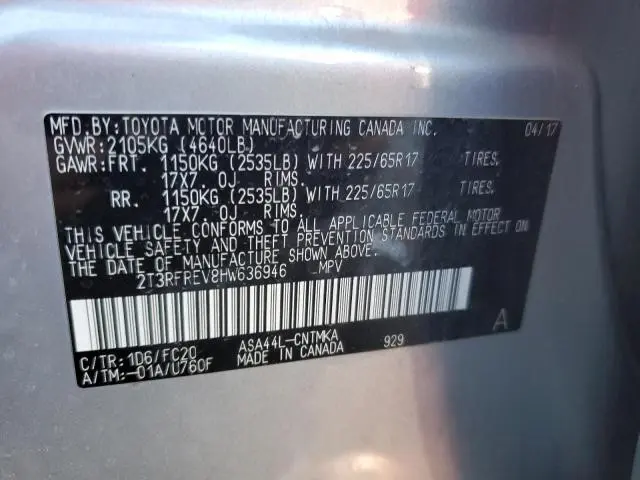 MFD.BY:TOYOTA MOTOR MANUFACTURING CANADA INC. 04/17
GVWR:2105KG (4640LB)
GAWR:FRT. 1150KG (2535LB) WITH 225/65R17 TIRES,
17X7.0J RIMS.
RR. 1150KG (2535LB) WITH 225/65R17 TIRES,
17X7.0J RIMS.
THIS VEHICLE CONFORMS TO ALL APPLICABLE FEDERAL MOTOR
VEHICLE SAFETY AND THEFT PREVENTION STANDARDS IN EFFECT ON
THE DATE OF MANUFACTURE SHOWN ABOVE.
2T3RFREV8HW636946 MPV
C/TR:1D6/FC20 ASA44L-CNTMKA 929 A
A/TM:-01A/U760F MADE IN CANADA